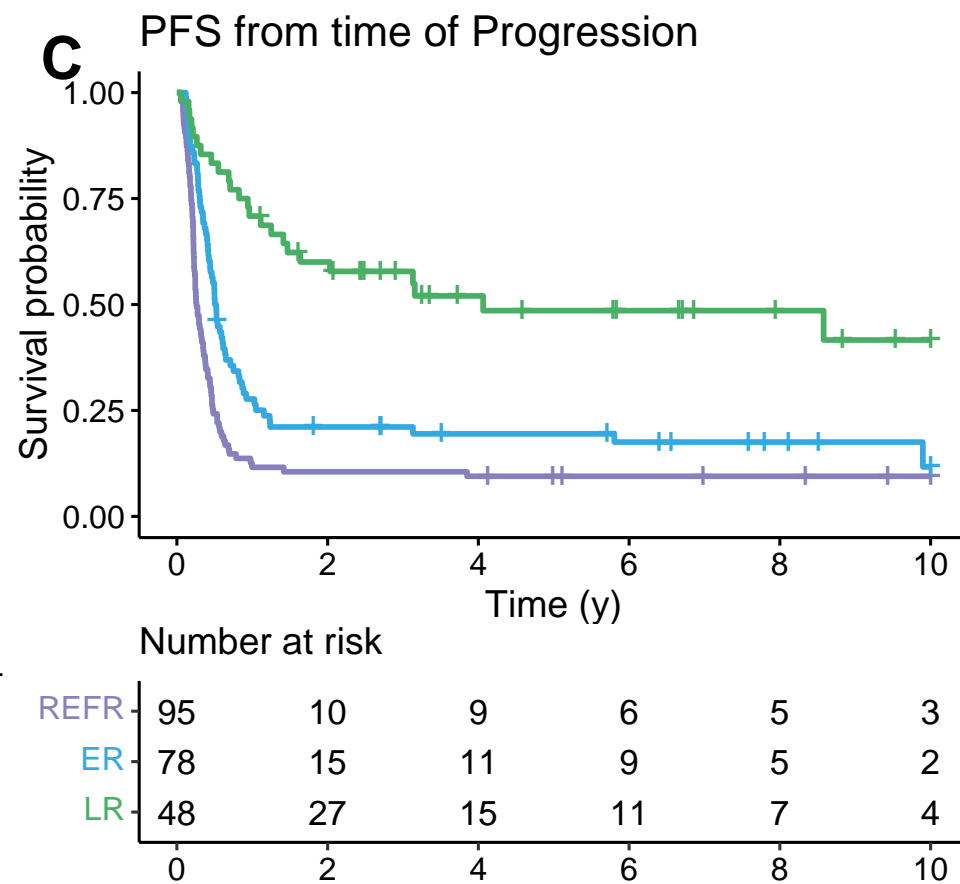 C
PFS from time of Progression
Survival probability
1.00
0.75
0.50
0.25
0.00
0 2 4 6 8 10
Time (y)
Number at risk
REFR 95 10 9 6 5 3
ER 78 15 11 9 5 2
LR 48 27 15 11 7 4
0 2 4 6 8 10